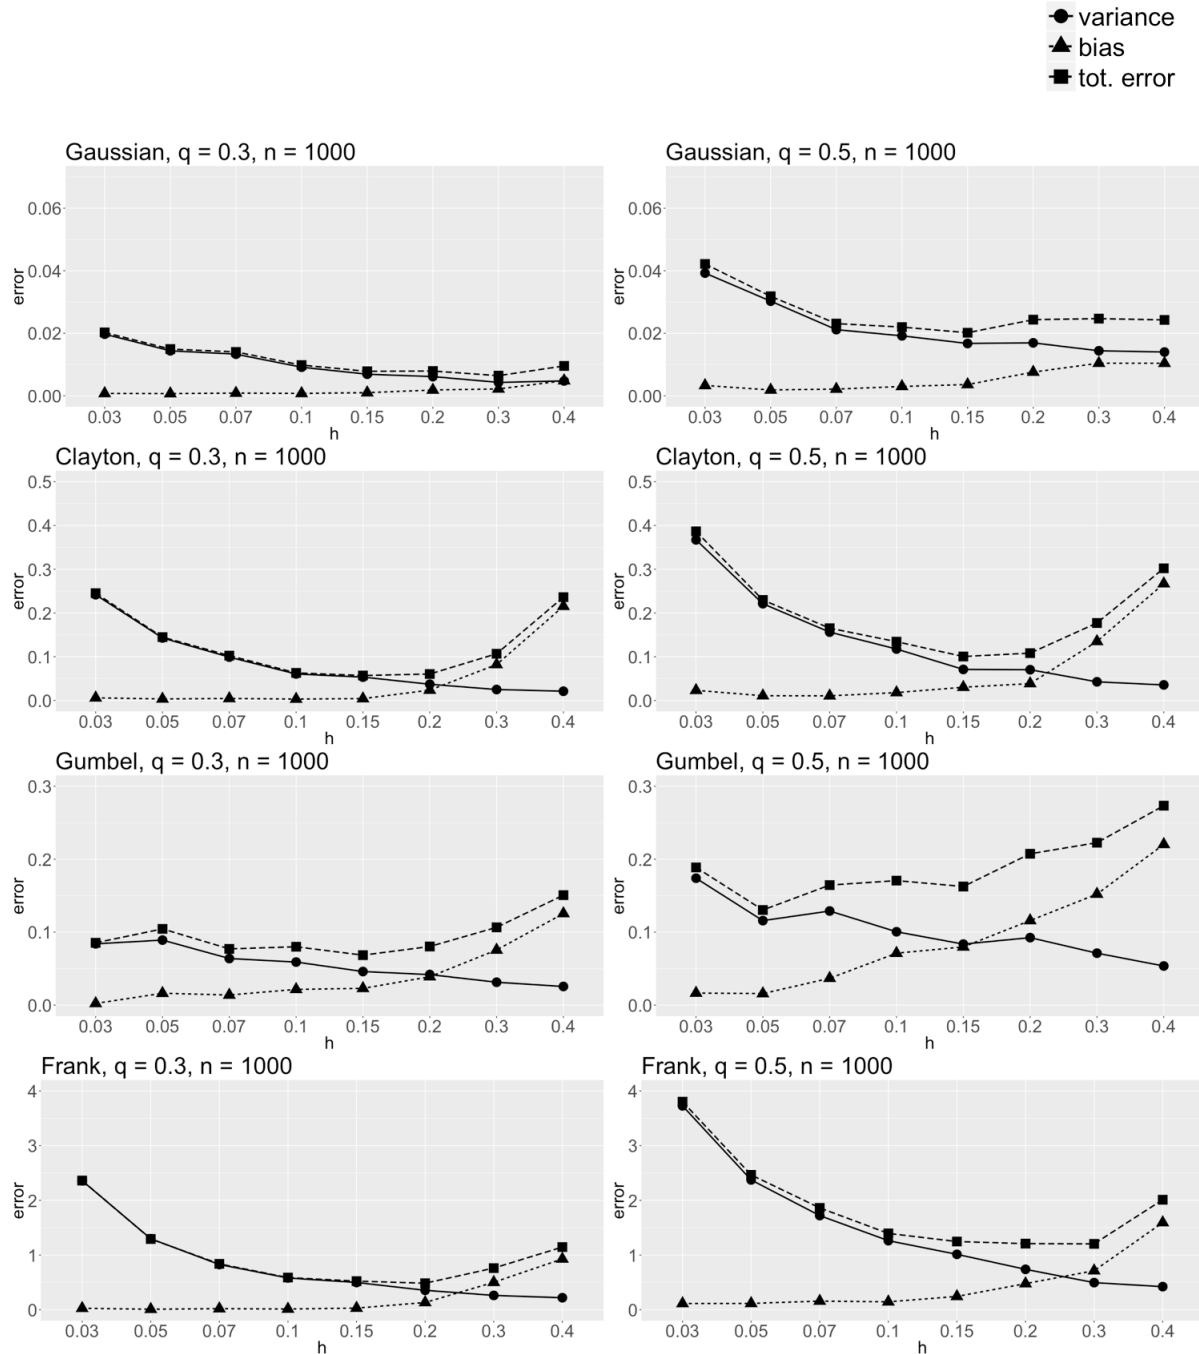 variance
bias
tot. error
Gaussian, q = 0.3, n = 1000
error
0.06
0.04
0.02
0.00
0.03 0.05 0.07 0.1 0.15 0.2 0.3 0.4
h
Gaussian, q = 0.5, n = 1000
error
0.06
0.04
0.02
0.00
0.03 0.05 0.07 0.1 0.15 0.2 0.3 0.4
h
Clayton, q = 0.3, n = 1000
error
0.5
0.4
0.3
0.2
0.1
0.0
0.03 0.05 0.07 0.1 0.15 0.2 0.3 0.4
h
Clayton, q = 0.5, n = 1000
error
0.5
0.4
0.3
0.2
0.1
0.0
0.03 0.05 0.07 0.1 0.15 0.2 0.3 0.4
h
Gumbel, q = 0.3, n = 1000
error
0.3
0.2
0.1
0.0
0.03 0.05 0.07 0.1 0.15 0.2 0.3 0.4
h
Gumbel, q = 0.5, n = 1000
error
0.3
0.2
0.1
0.0
0.03 0.05 0.07 0.1 0.15 0.2 0.3 0.4
h
Frank, q = 0.3, n = 1000
error
4
3
2
1
0
0.03 0.05 0.07 0.1 0.15 0.2 0.3 0.4
h
Frank, q = 0.5, n = 1000
error
4
3
2
1
0
0.03 0.05 0.07 0.1 0.15 0.2 0.3 0.4
h